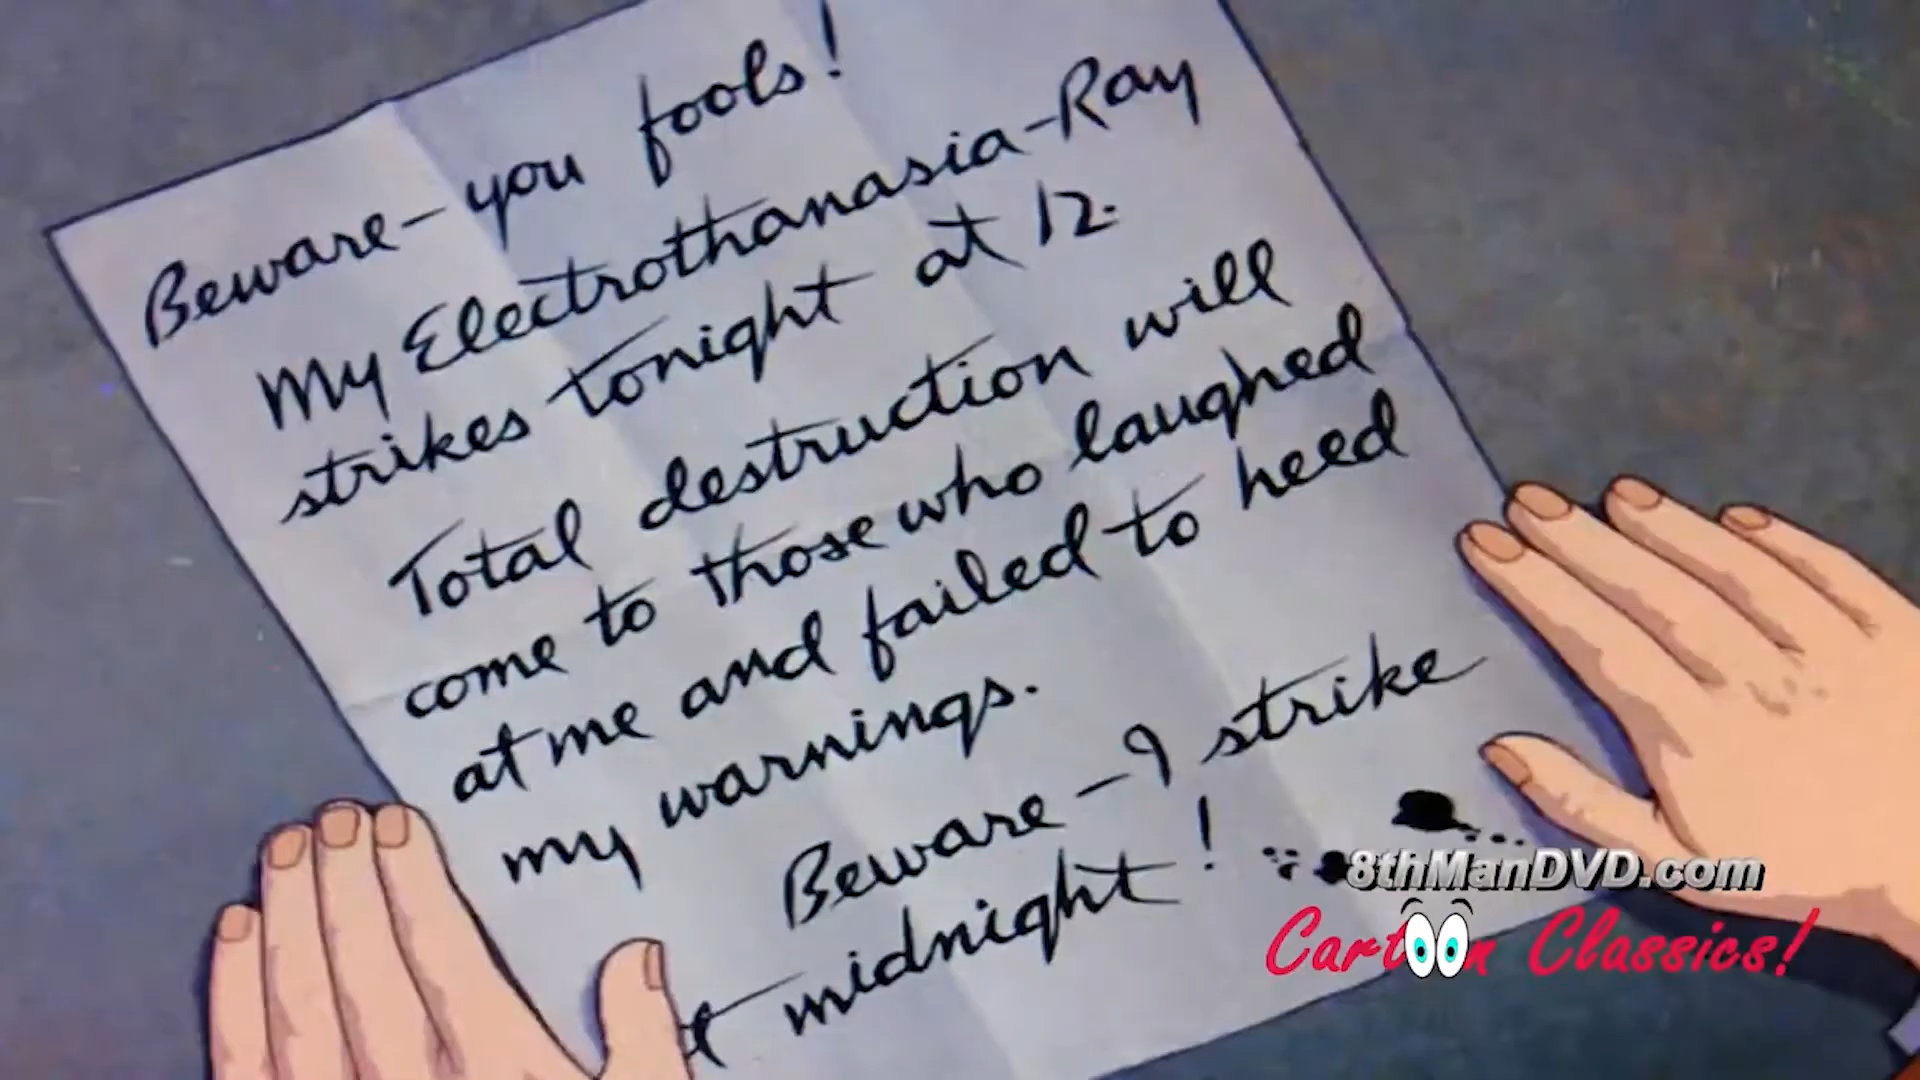 Beware-you fools!
My Electrothanasia-Ray
strikes tonight at 12.
Total destruction will
come to those who laughed
at me and failed to heed
my warnings.
Beware-I strike
midnight!
8thManDVD.com
Cartoon Classics!